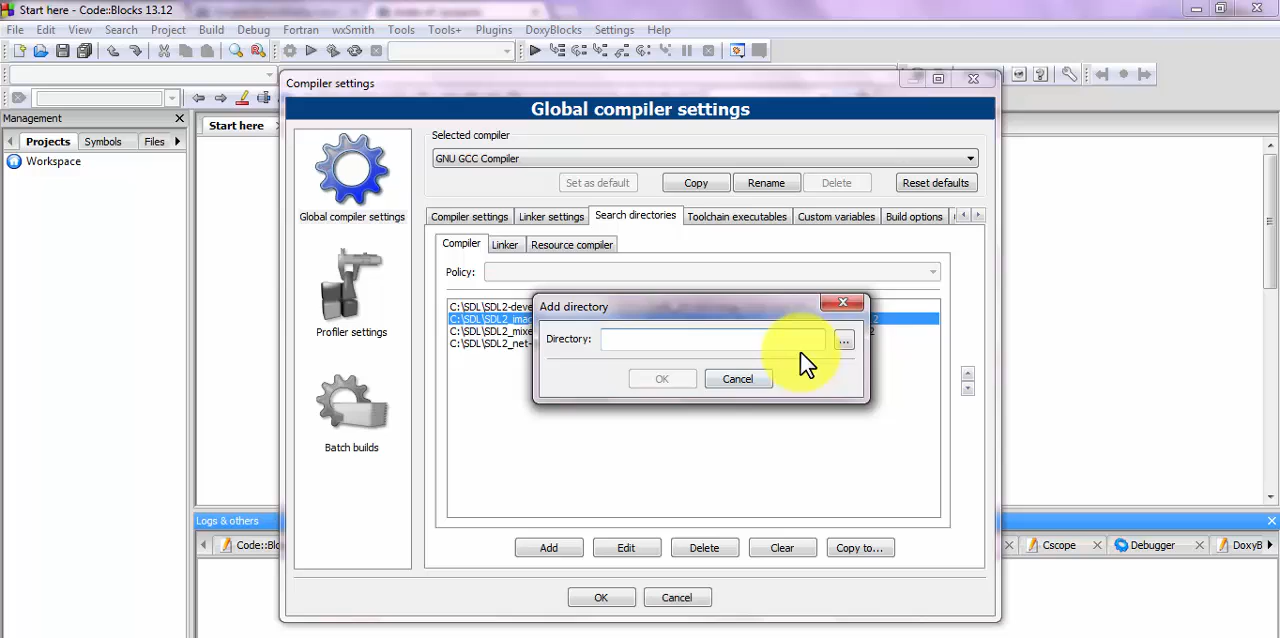 Start here - Code::Blocks 13.12
File Edit View Search Project Build Debug Fortran wxSmith Tools Tools+ Plugins DoxyBlocks Settings Help
Compiler settings
Global compiler settings
Management
Projects Symbols Files
Workspace
Start here
Global compiler settings
Profiler settings
Batch builds
Selected compiler
GNU GCC Compiler
Set as default Copy Rename Delete Reset defaults
Compiler settings Linker settings Search directories Toolchain executables Custom variables Build options
Compiler Linker Resource compiler
Policy:
C:\SDL\SDL2-deve
C:\SDL\SDL2_imag 2
C:\SDL\SDL2_mixe 2
C:\SDL\SDL2_net-
Add directory
Directory: ...
OK Cancel
Add Edit Delete Clear Copy to...
OK Cancel
Logs & others
Code::Blo Cscope Debugger DoxyB